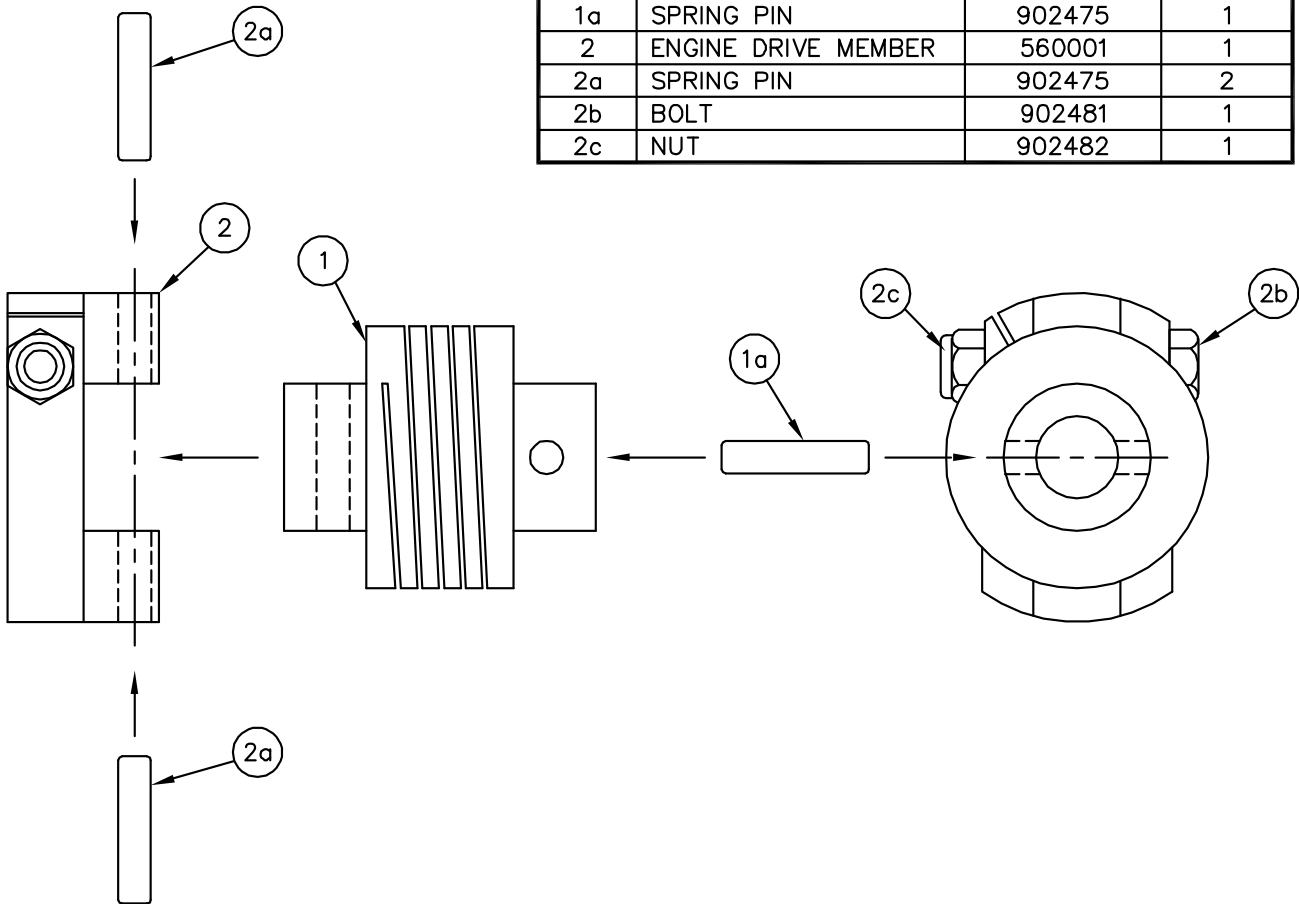 1a SPRING PIN 902475 1
2 ENGINE DRIVE MEMBER 560001 1
2a SPRING PIN 902475 2
2b BOLT 902481 1
2c NUT 902482 1
2a
2
1
2c
2b
1a
2a